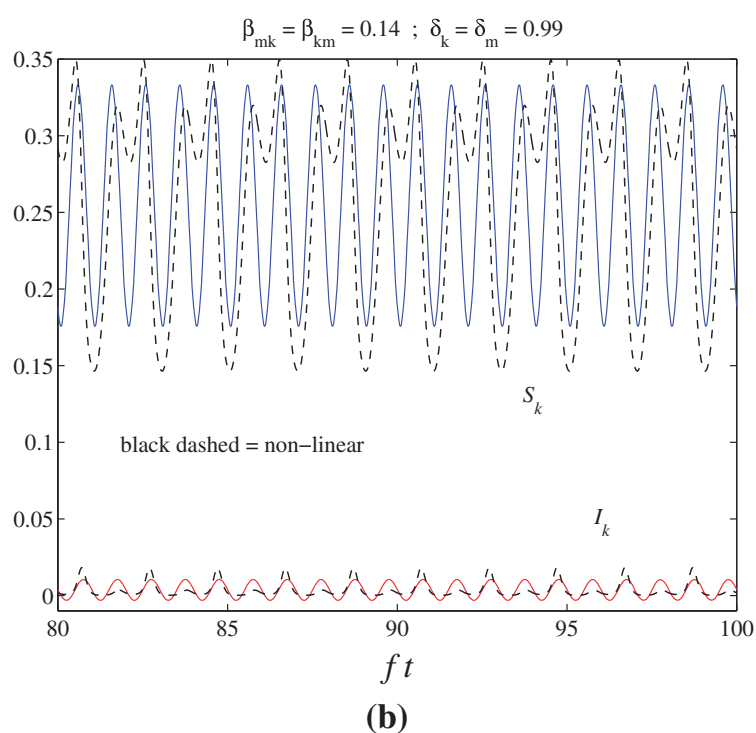 β_mk = β_km = 0.14 ; δ_k = δ_m = 0.99
0.35
0.3
0.25
0.2
0.15
0.1
0.05
0
S_k
black dashed = non−linear
I_k
80 85 90 95 100
f t
(b)